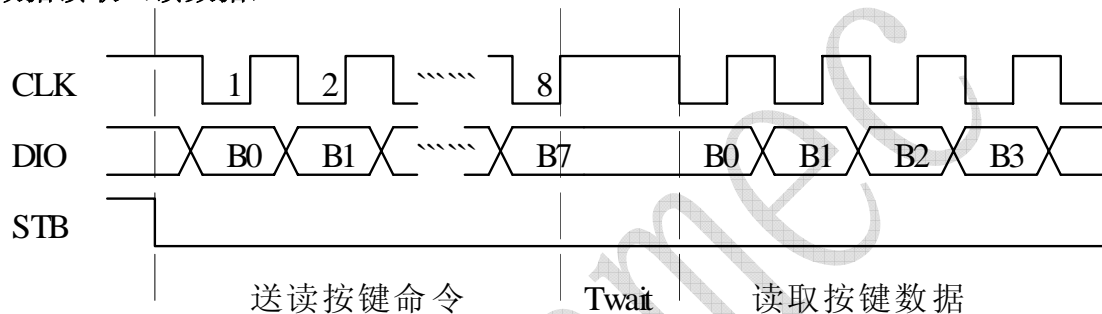 CLK 1 2 ...... 8
DIO B0 B1 ...... B7 B0 B1 B2 B3
STB
送读按键命令 Twait 读取按键数据